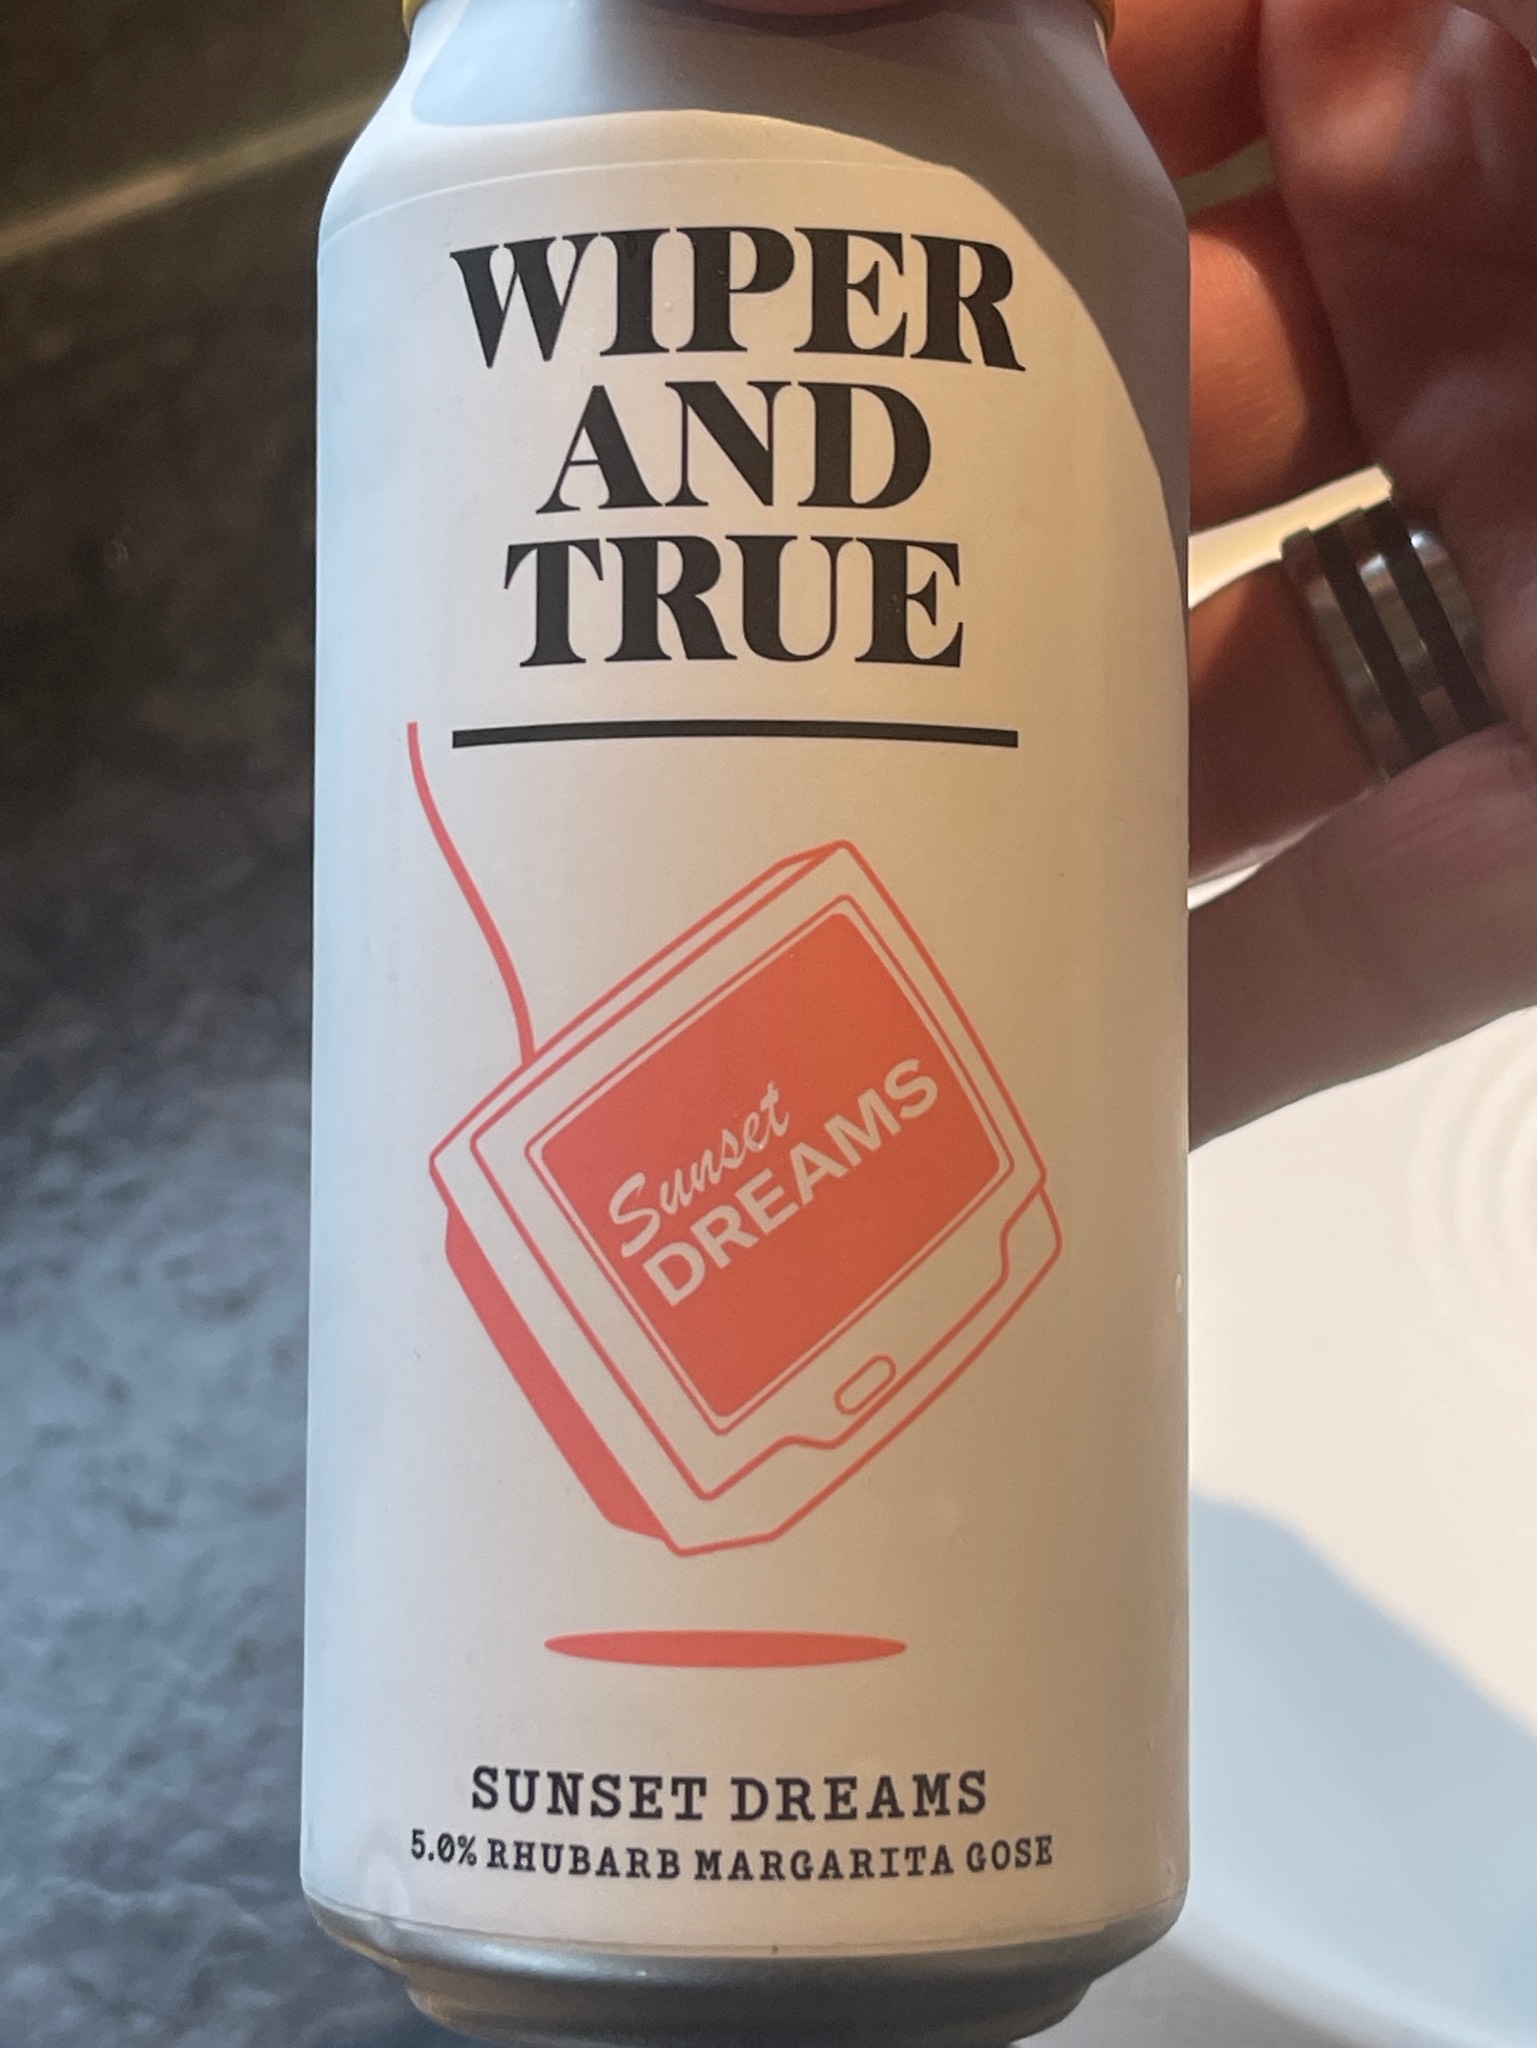 WIPER
AND
TRUE
Sunset
DREAMS
SUNSET DREAMS
5.0% RHUBARB MARGARITA GOSE